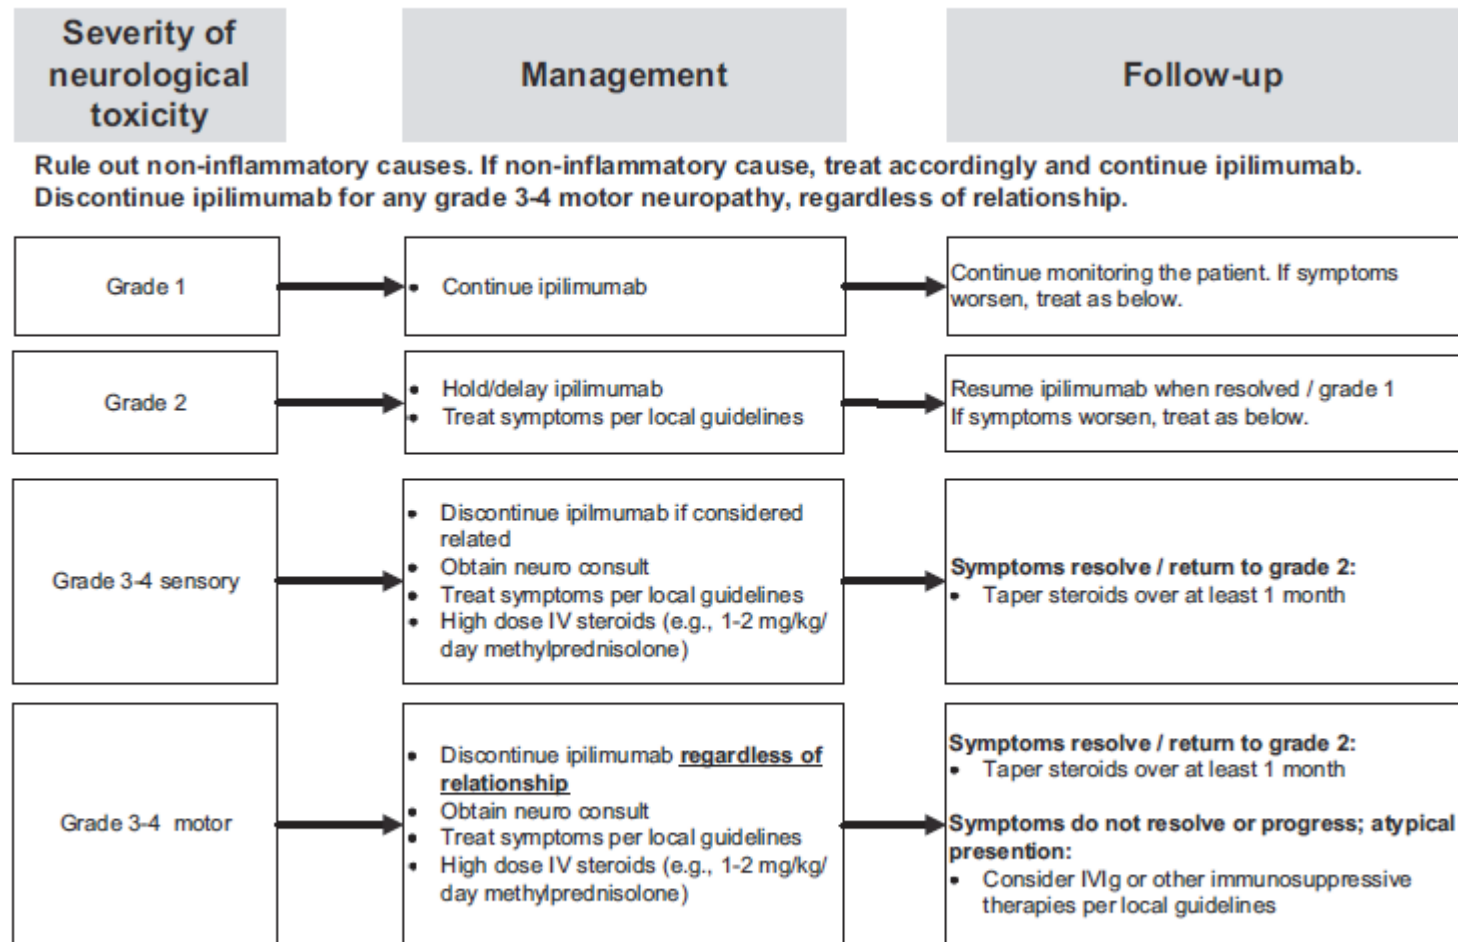 Severity of
neurological
toxicity
Management
Follow-up
Rule out non-inflammatory causes. If non-inflammatory cause, treat accordingly and continue ipilimumab.
Discontinue ipilimumab for any grade 3-4 motor neuropathy, regardless of relationship.
Grade 1
• Continue ipilimumab
Continue monitoring the patient. If symptoms
worsen, treat as below.
Grade 2
• Hold/delay ipilimumab
• Treat symptoms per local guidelines
Resume ipilimumab when resolved / grade 1
If symptoms worsen, treat as below.
Grade 3-4 sensory
• Discontinue ipilmumab if considered
related
• Obtain neuro consult
• Treat symptoms per local guidelines
• High dose IV steroids (e.g., 1-2 mg/kg/
day methylprednisolone)
Symptoms resolve / return to grade 2:
• Taper steroids over at least 1 month
Grade 3-4 motor
• Discontinue ipilimumab regardless of
relationship
• Obtain neuro consult
• Treat symptoms per local guidelines
• High dose IV steroids (e.g., 1-2 mg/kg/
day methylprednisolone)
Symptoms resolve / return to grade 2:
• Taper steroids over at least 1 month
Symptoms do not resolve or progress; atypical
presention:
• Consider IVIg or other immunosuppressive
therapies per local guidelines